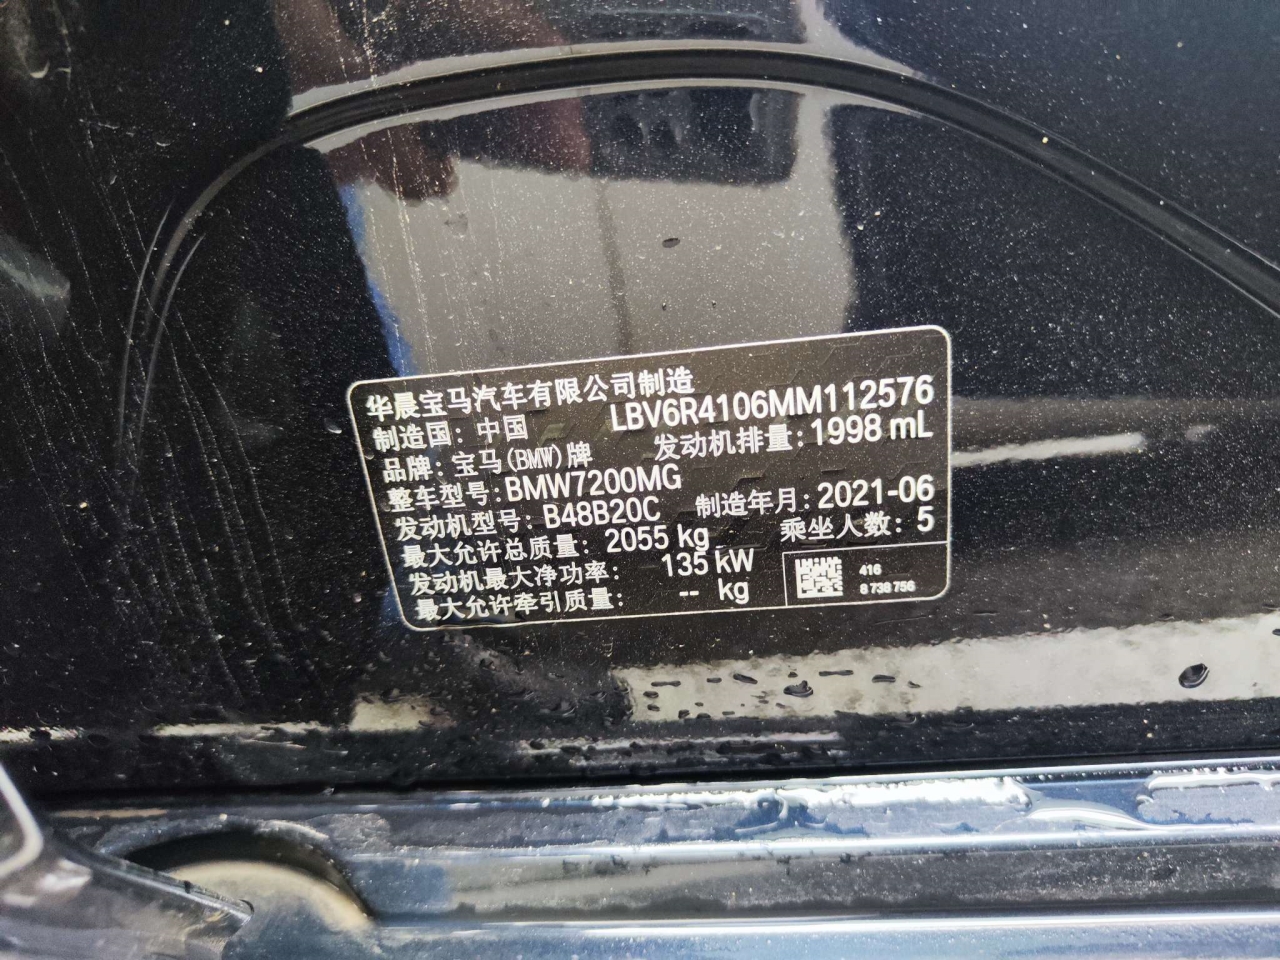 华晨宝马汽车有限公司制造
制造国: 中国 LBV6R4106MM112576
品牌: 宝马(BMW)牌 发动机排量: 1998 mL
整车型号: BMW7200MG
发动机型号: B48B20C 制造年月: 2021-06
最大允许总质量: 2055 kg 乘坐人数: 5
发动机最大净功率: 135 kW
最大允许牵引质量: -- kg
416
8 738 756